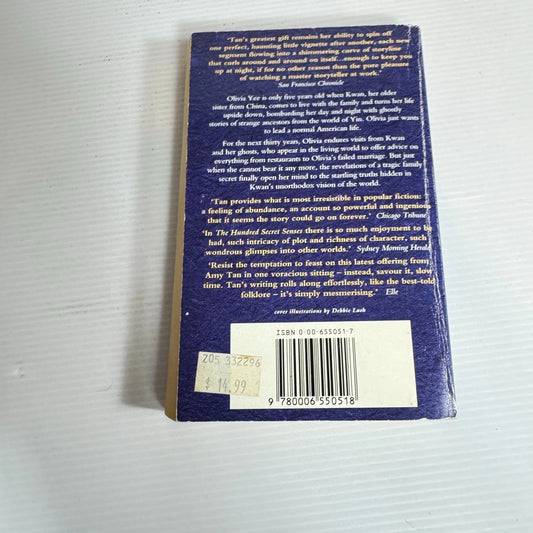 'Tan's greatest gift remains her ability to spin off
one perfect, haunting little vignette after another, each new
segment flowing into a shimmering curve of storyline
that curls around and around on itself...enough to keep you
up at night, if for no other reason than the pure pleasure
of watching a master storyteller at work.'
San Francisco Chronicle
Olivia Yee is only five years old when Kwan, her older
sister from China, comes to live with the family and turns her life
upside down, bombarding her day and night with ghostly
stories of strange ancestors from the world of Yin. Olivia just wants
to lead a normal American life.
For the next thirty years, Olivia endures visits from Kwan
and her ghosts, who appear in the living world to offer advice on
everything from restaurants to Olivia's failed marriage. But just
when she cannot bear it any more, the revelations of a tragic family
secret finally open her mind to the startling truths hidden in
Kwan's unorthodox vision of the world.
'Tan provides what is most irresistible in popular fiction:
a feeling of abundance, an account so powerful and ingenious
that it seems the story could go on forever.' Chicago Tribune
'In The Hundred Secret Senses there is so much enjoyment to be
had, such intricacy of plot and richness of character, such
wondrous glimpses into other worlds.' Sydney Morning Herald
'Resist the temptation to feast on this latest offering from
Amy Tan in one voracious sitting – instead, savour it, slow
time. Tan's writing rolls along effortlessly, like the best-told
folklore – it's simply mesmerising.' Elle
cover illustrations by Debbie Lush
ISBN 0-00-655051-7
Z05 332296
$ 14.99
9 780006 550518